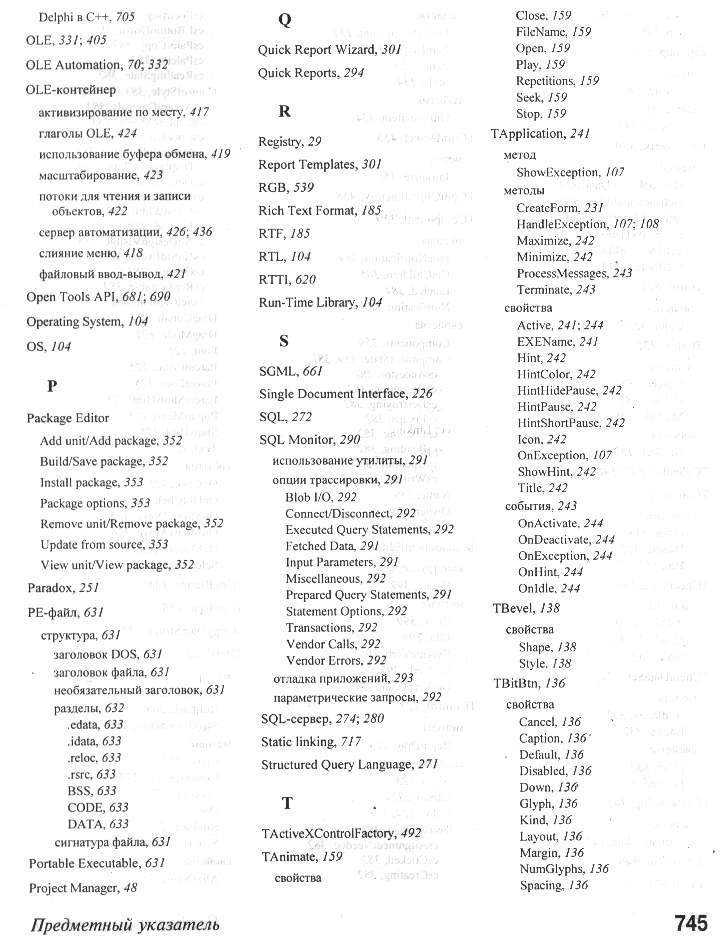 Delphi в C++, 705
OLE, 331; 405
OLE Automation, 70; 332
OLE-контейнер
активизирование по месту, 417
глаголы OLE, 424
использование буфера обмена, 419
масштабирование, 423
потоки для чтения и записи
объектов, 422
сервер автоматизации, 426; 436
слияние меню, 418
файловый ввод-вывод, 421
Open Tools API, 681; 690
Operating System, 104
OS, 104
P
Package Editor
Add unit/Add package, 352
Build/Save package, 352
Install package, 353
Package options, 353
Remove unit/Remove package, 352
Update from source, 353
View unit/View package, 352
Paradox, 251
PE-файл, 631
структура, 631
заголовок DOS, 631
заголовок файла, 631
необязательный заголовок, 631
разделы, 632
.edata, 633
.idata, 633
.reloc, 633
.rsrc, 633
BSS, 633
CODE, 633
DATA, 633
сигнатура файла, 631
Portable Executable, 631
Project Manager, 48
Q
Quick Report Wizard, 301
Quick Reports, 294
R
Registry, 29
Report Templates, 301
RGB, 539
Rich Text Format, 185
RTF, 185
RTL, 104
RTTI, 620
Run-Time Library, 104
S
SGML, 661
Single Document Interface, 226
SQL, 272
SQL Monitor, 290
использование утилиты, 291
опции трассировки, 291
Blob I/O, 292
Connect/Disconnect, 292
Executed Query Statements, 292
Fetched Data, 291
Input Parameters, 291
Miscellaneous, 292
Prepared Query Statements, 291
Statement Options, 292
Transactions, 292
Vendor Calls, 292
Vendor Errors, 292
отладка приложений, 293
параметрические запросы, 292
SQL-сервер, 274; 280
Static linking, 717
Structured Query Language, 271
T
TActiveXControlFactory, 492
TAnimate, 159
свойства
Close, 159
FileName, 159
Open, 159
Play, 159
Repetitions, 159
Seek, 159
Stop, 159
TApplication, 241
метод
ShowException, 107
методы
CreateForm, 231
HandleException, 107; 108
Maximize, 242
Minimize, 242
ProcessMessages, 243
Terminate, 243
свойства
Active, 241; 244
EXEName, 241
Hint, 242
HintColor, 242
HintHidePause, 242
HintPause, 242
HintShortPause, 242
Icon, 242
OnException, 107
ShowHint, 242
Title, 242
события, 243
OnActivate, 244
OnDeactivate, 244
OnException, 244
OnHint, 244
OnIdle, 244
TBevel, 138
свойства
Shape, 138
Style, 138
TBitBtn, 136
свойства
Cancel, 136
Caption, 136
Default, 136
Disabled, 136
Down, 136
Glyph, 136
Kind, 136
Layout, 136
Margin, 136
NumGlyphs, 136
Spacing, 136
Предметный указатель
745